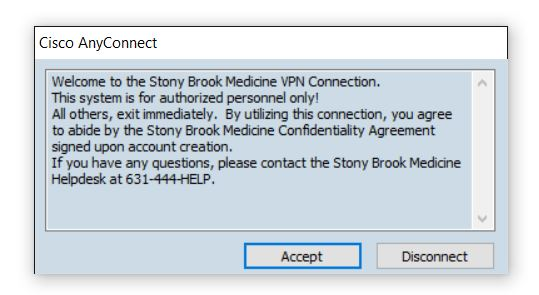 Cisco AnyConnect
Welcome to the Stony Brook Medicine VPN Connection.
This system is for authorized personnel only!
All others, exit immediately.  By utilizing this connection, you agree
to abide by the Stony Brook Medicine Confidentiality Agreement
signed upon account creation.
If you have any questions, please contact the Stony Brook Medicine
Helpdesk at 631-444-HELP.
Accept
Disconnect